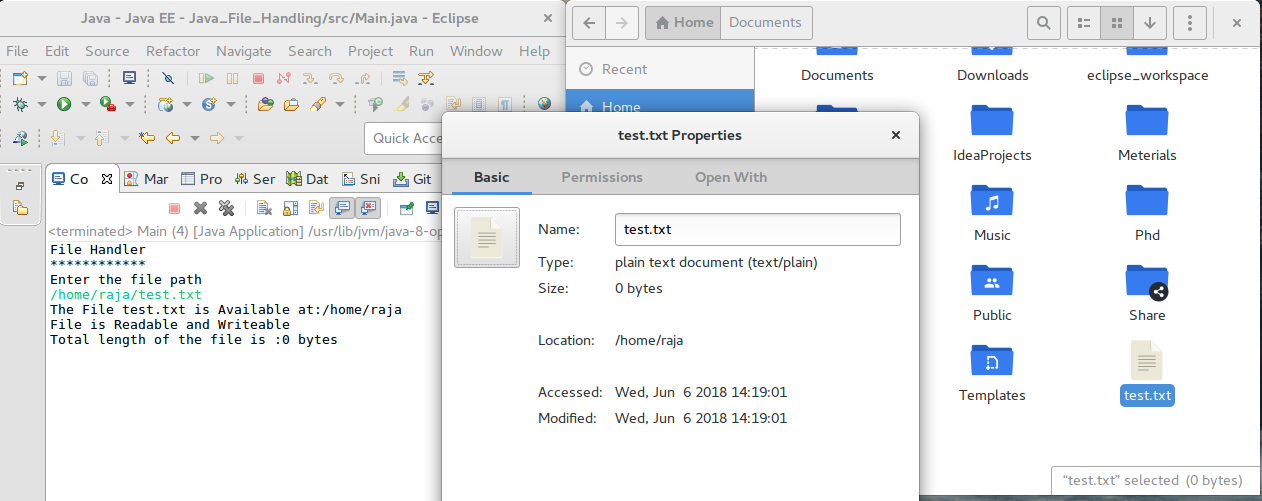 Java - Java EE - Java_File_Handling/src/Main.java - Eclipse
File Edit Source Refactor Navigate Search Project Run Window Help
Quick Acce
Co Mar Pro Ser Dat Sni Git
<terminated> Main (4) [Java Application] /usr/lib/jvm/java-8-op
File Handler
************
Enter the file path
/home/raja/test.txt
The File test.txt is Available at:/home/raja
File is Readable and Writeable
Total length of the file is :0 bytes
Home Documents
Recent
Home
Documents Downloads eclipse_workspace
IdeaProjects Meterials
Music Phd
Public Share
Templates test.txt
"test.txt" selected (0 bytes)
test.txt Properties
Basic Permissions Open With
Name: test.txt
Type: plain text document (text/plain)
Size: 0 bytes
Location: /home/raja
Accessed: Wed, Jun 6 2018 14:19:01
Modified: Wed, Jun 6 2018 14:19:01